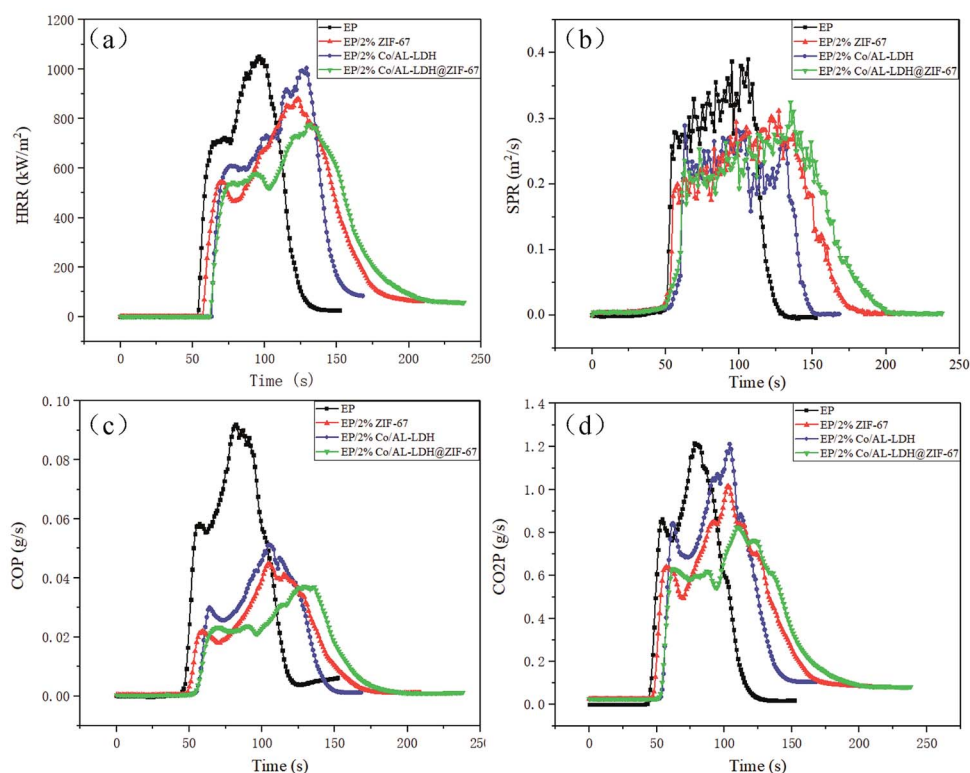 (a)
EP
EP/2% ZIF-67
EP/2% Co/AL-LDH
EP/2% Co/AL-LDH@ZIF-67
HRR (kW/m²)
1200
1000
800
600
400
200
0
0 50 100 150 200 250
Time (s)
(b)
EP
EP/2% ZIF-67
EP/2% Co/AL-LDH
EP/2% Co/AL-LDH@ZIF-67
SPR (m²/s)
0.4
0.3
0.2
0.1
0.0
0 50 100 150 200 250
Time (s)
(c)
EP
EP/2% ZIF-67
EP/2% Co/AL-LDH
EP/2% Co/AL-LDH@ZIF-67
COP (g/s)
0.10
0.08
0.06
0.04
0.02
0.00
0 50 100 150 200 250
Time (s)
(d)
EP
EP/2% ZIF-67
EP/2% Co/AL-LDH
EP/2% Co/AL-LDH@ZIF-67
CO2P (g/s)
1.4
1.2
1.0
0.8
0.6
0.4
0.2
0.0
0 50 100 150 200 250
Time (s)